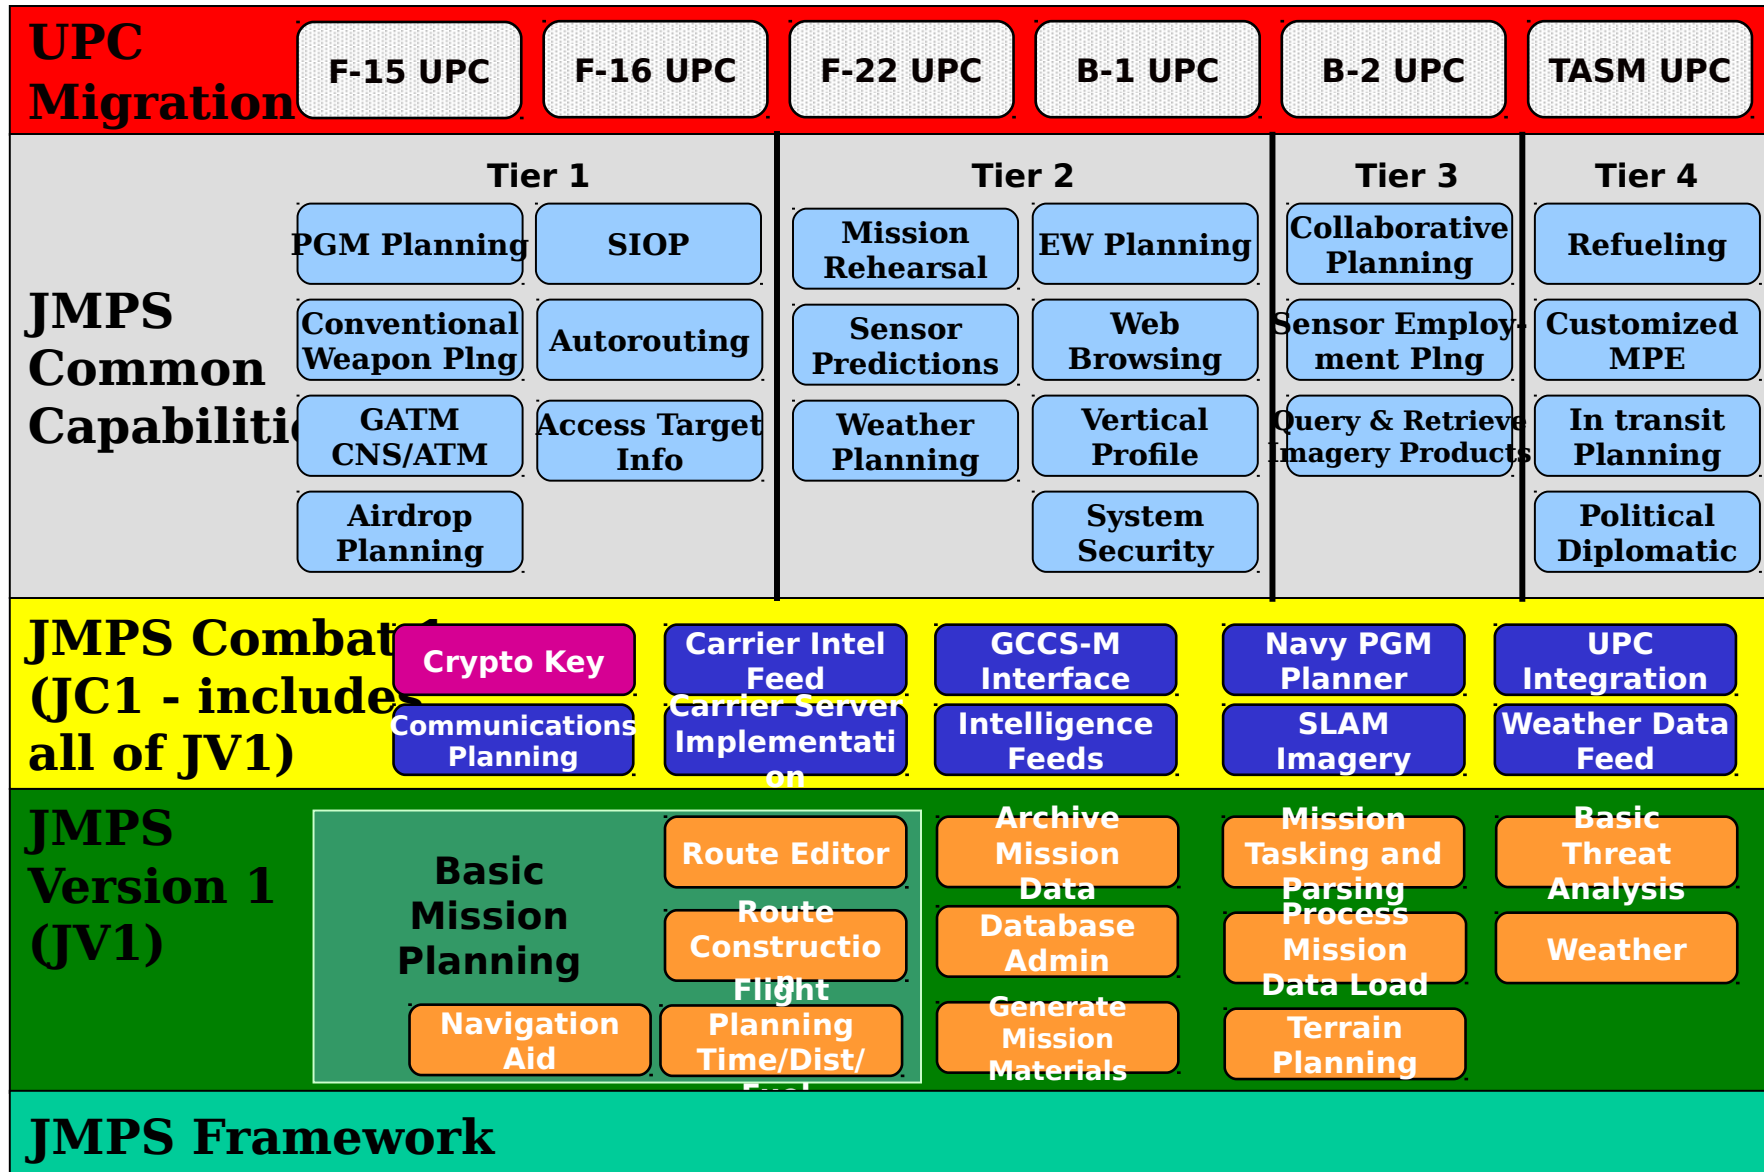 UPC
Migration
F-15 UPC
F-16 UPC
F-22 UPC
B-1 UPC
B-2 UPC
TASM UPC
JMPS
Common
Capabiliti
Tier 1
Tier 2
Tier 3
Tier 4
PGM Planning
SIOP
Mission
Rehearsal
EW Planning
Collaborative
Planning
Refueling
Conventional
Weapon Plng
Autorouting
Sensor
Predictions
Web
Browsing
Sensor Employ-
ment Plng
Customized
MPE
GATM
CNS/ATM
Access Target
Info
Weather
Planning
Vertical
Profile
Query & Retrieve
Imagery Products
In transit
Planning
Airdrop
Planning
System
Security
Political
Diplomatic
JMPS Combat 1
(JC1 - includes
all of JV1)
Crypto Key
Carrier Intel
Feed
GCCS-M
Interface
Navy PGM
Planner
UPC
Integration
Communications
Planning
Carrier Server
Implementati
on
Intelligence
Feeds
SLAM
Imagery
Weather Data
Feed
JMPS
Version 1
(JV1)
Basic
Mission
Planning
Route Editor
Archive
Mission
Data
Mission
Tasking and
Parsing
Basic
Threat
Analysis
Route
Constructio
n
Database
Admin
Process
Mission
Data Load
Weather
Navigation
Aid
Flight
Planning
Time/Dist/
Fuel
Generate
Mission
Materials
Terrain
Planning
JMPS Framework